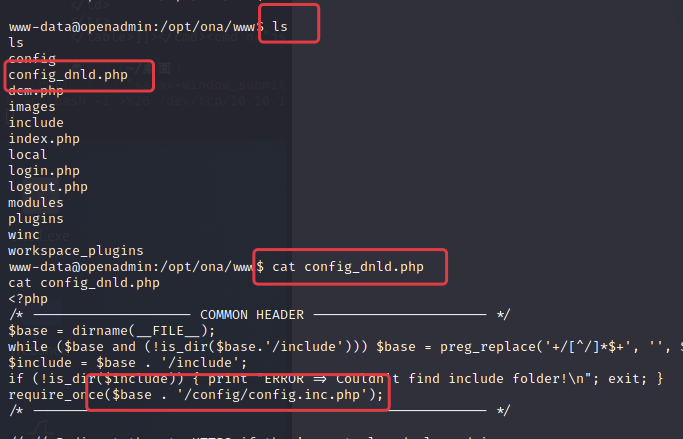 www-data@openadmin:/opt/ona/www$ ls
ls
config
config_dnld.php
dcm.php
images
include
index.php
local
login.php
logout.php
modules
plugins
winc
workspace_plugins
www-data@openadmin:/opt/ona/www$ cat config_dnld.php
cat config_dnld.php
<?php
/* ---------------------- COMMON HEADER ------------------------ */
$base = dirname(__FILE__);
while ($base and (!is_dir($base.'/include'))) $base = preg_replace('+/[^/]*$+', '',
$include = $base . '/include';
if (!is_dir($include)) { print "ERROR => Couldn't find include folder!\n"; exit; }
require_once($base . '/config/config.inc.php');
/* --------------------------------------------------------------- */